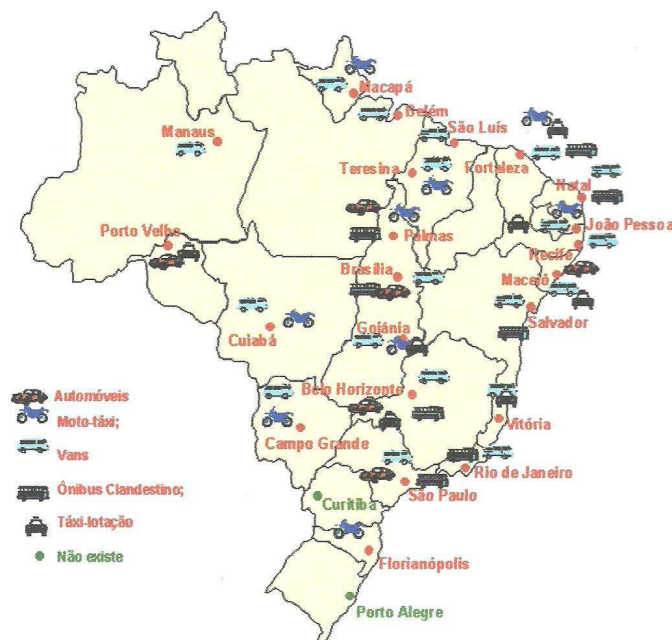 Macapá
Belém
São Luís
Manaus
Teresina
Fortaleza
Natal
João Pessoa
Porto Velho
Palmas
Recife
Brasília
Maceió
Salvador
Cuiabá
Goiânia
Belo Horizonte
Vitória
Campo Grande
Rio de Janeiro
São Paulo
Curitiba
Florianópolis
Porto Alegre
Automóveis
Moto-táxi;
Vans
Ônibus Clandestino;
Táxi-lotação
Não existe